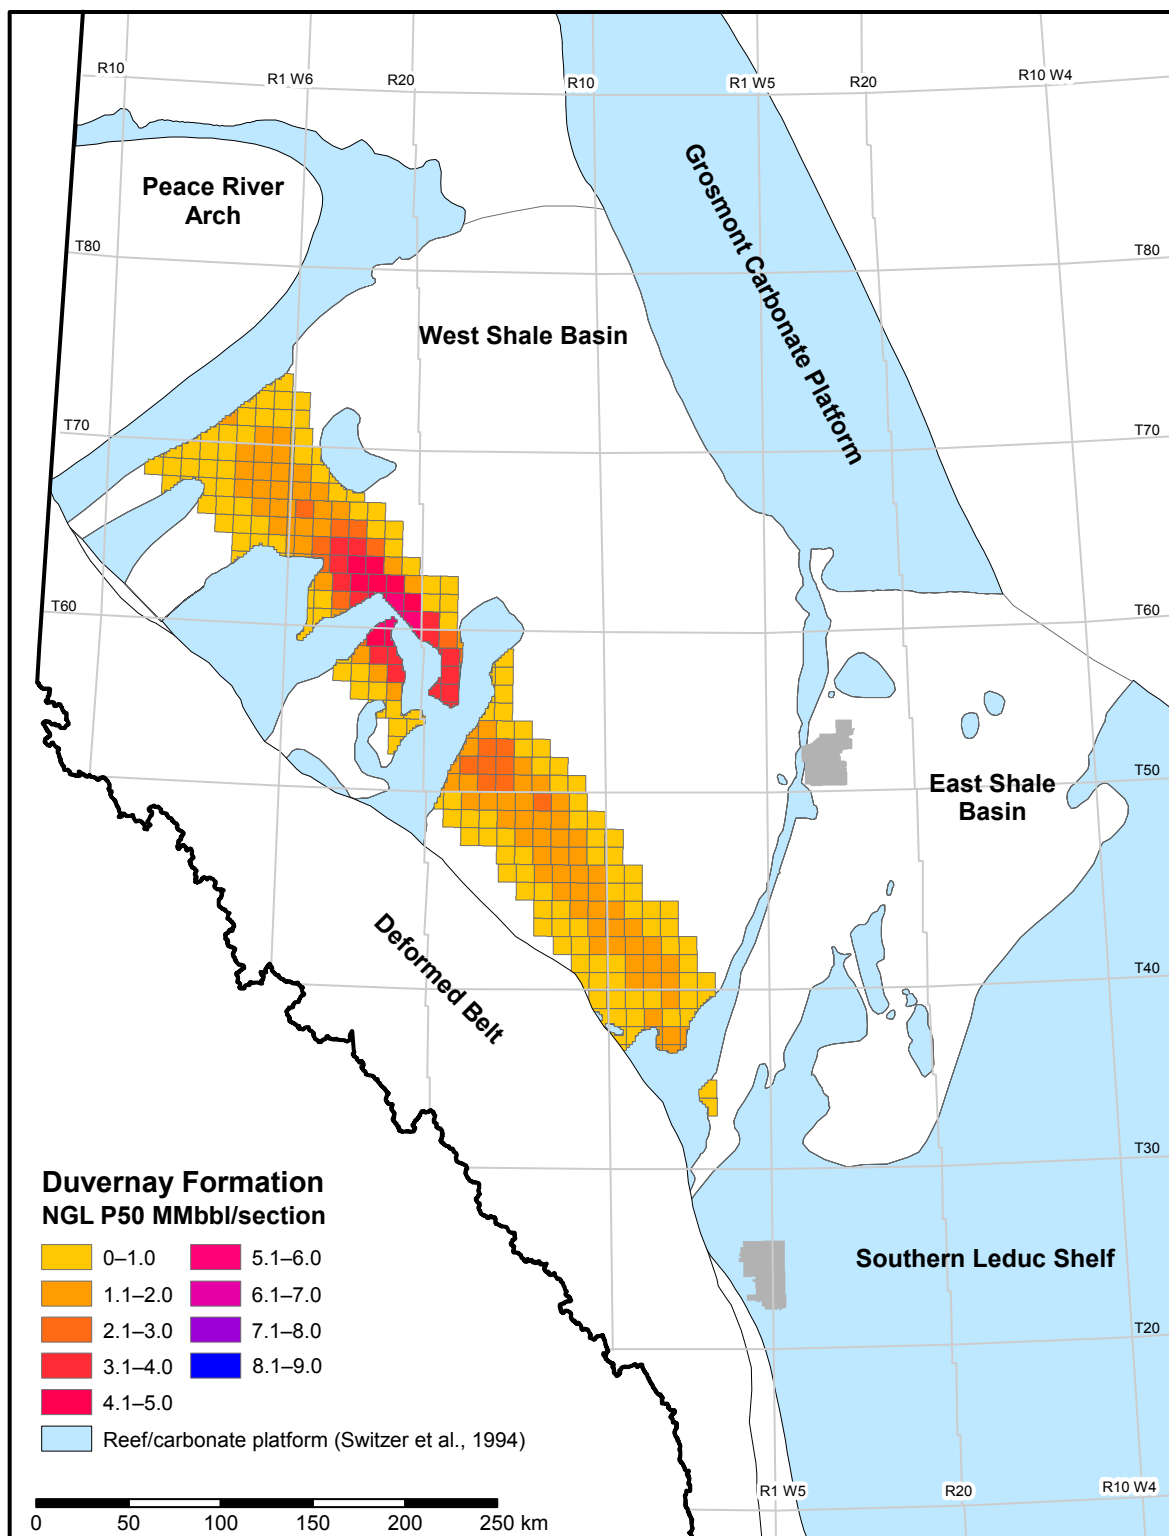 R10
R1 W6
R20
R10
R1 W5
R20
R10 W4
Peace River
Arch
Grosmont Carbonate Platform
T80
T80
West Shale Basin
T70
T70
T60
T60
East Shale
Basin
T50
Deformed Belt
T40
T30
Duvernay Formation
NGL P50 MMbbl/section
0–1.0
5.1–6.0
1.1–2.0
6.1–7.0
2.1–3.0
7.1–8.0
3.1–4.0
8.1–9.0
4.1–5.0
Reef/carbonate platform (Switzer et al., 1994)
Southern Leduc Shelf
T20
R1 W5
R20
R10 W4
0 50 100 150 200 250 km